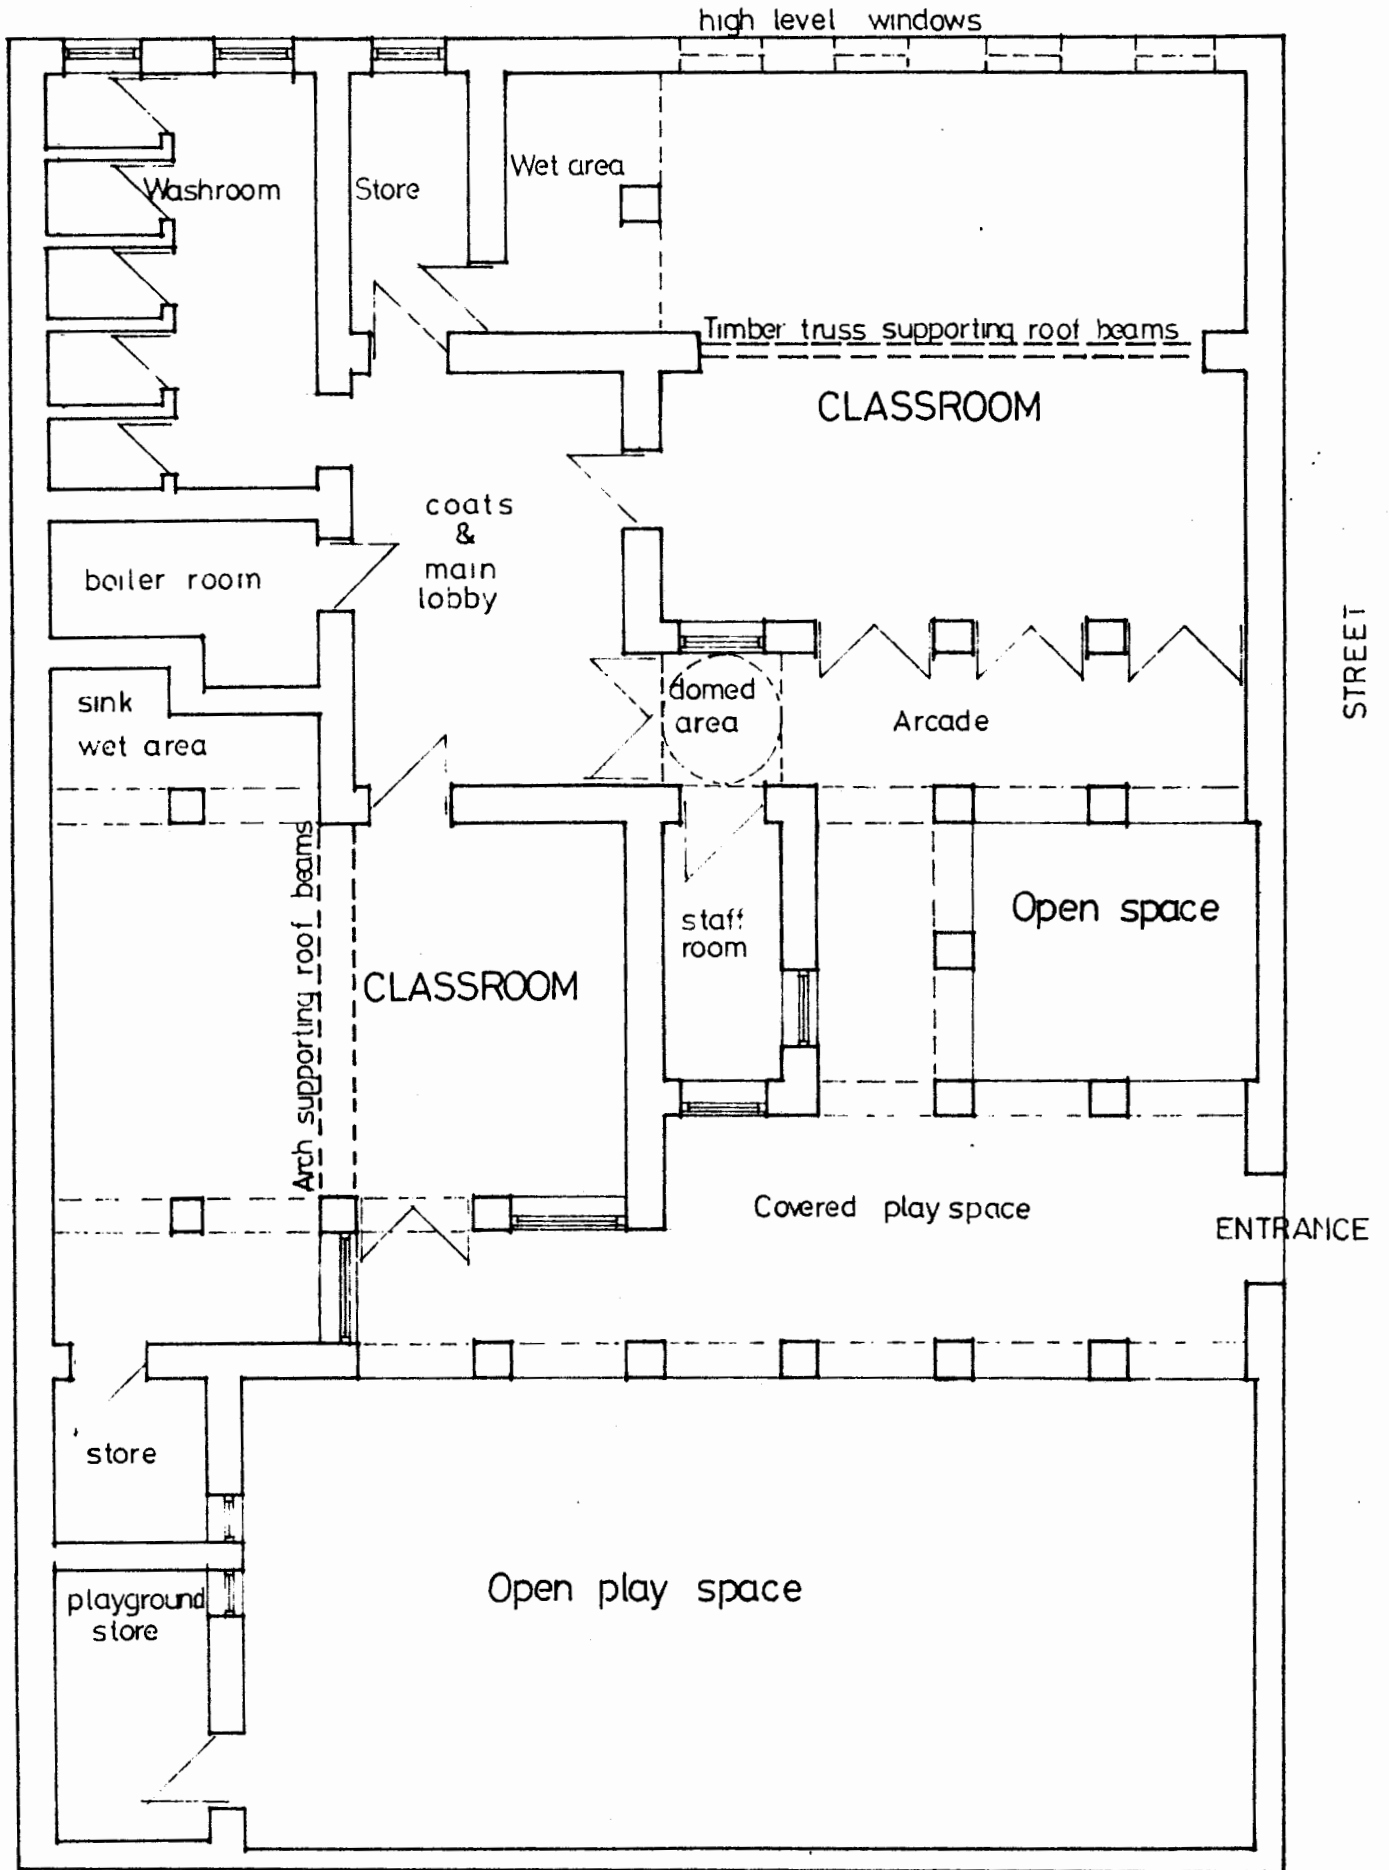 high level windows
Washroom
Store
Wet area
Timber truss supporting roof beams
CLASSROOM
coats
&
main
lobby
boiler room
STREET
sink
wet area
domed
area
Arcade
Arch supporting roof beams
CLASSROOM
staff
room
Open space
Covered play space
ENTRANCE
store
playground
store
Open play space